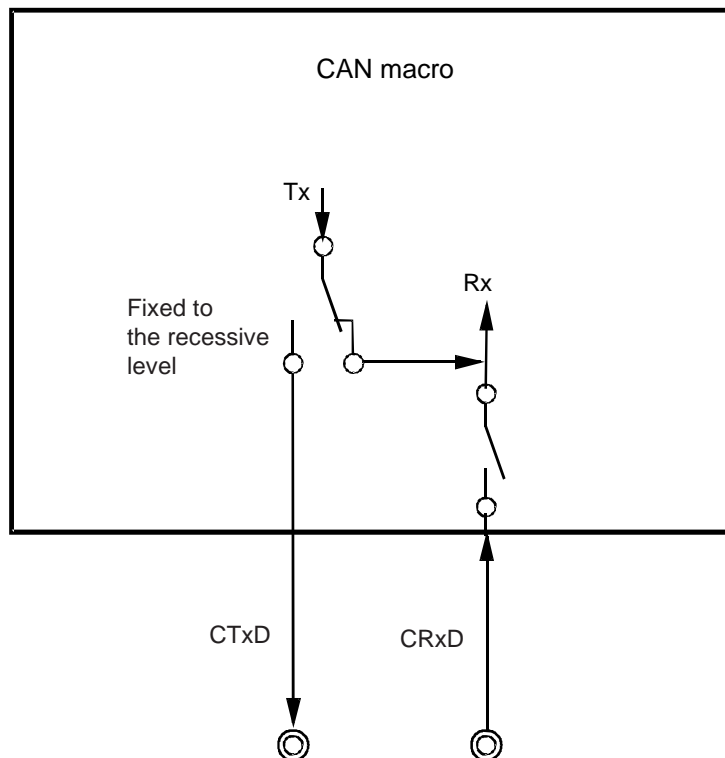 CAN macro
Tx
Rx
Fixed to
the recessive
level
CTxD
CRxD